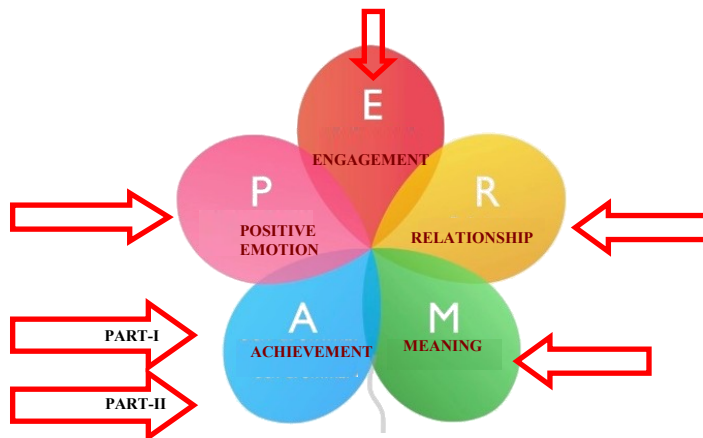 E
ENGAGEMENT
P
POSITIVE
EMOTION
R
RELATIONSHIP
PART-I
A
ACHIEVEMENT
M
MEANING
PART-II